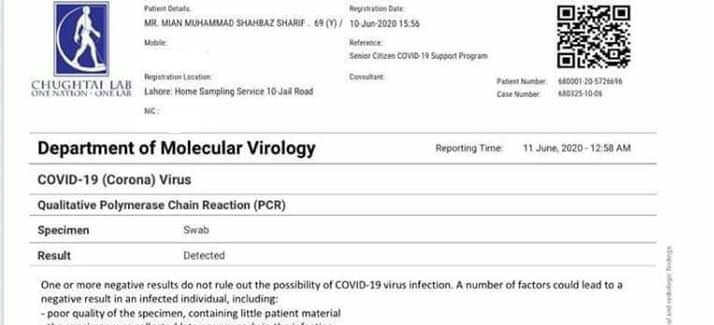 Patient Details:
MR. MIAN MUHAMMAD SHAHBAZ SHARIF . 69 (Y) /
Registration Date:
10-Jun-2020 15:56
Mobile:
Reference:
Senior Citizen COVID-19 Support Program
CHUGHTAI LAB
ONE NATION · ONE LAB
Registration Location:
Lahore: Home Sampling Service 10-Jail Road
Consultant:
Patient Number: 680001-20-5726696
Case Number: 680325-10-06
NIC:
Department of Molecular Virology
Reporting Time: 11 June, 2020 - 12:58 AM
COVID-19 (Corona) Virus
Qualitative Polymerase Chain Reaction (PCR)
Specimen Swab
Result Detected
One or more negative results do not rule out the possibility of COVID-19 virus infection. A number of factors could lead to a
negative result in an infected individual, including:
- poor quality of the specimen, containing little patient material